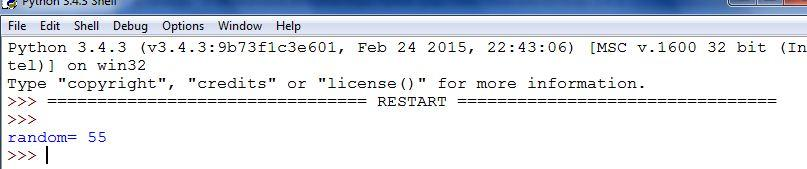 Python 3.4.3 Shell
File Edit Shell Debug Options Window Help
Python 3.4.3 (v3.4.3:9b73f1c3e601, Feb 24 2015, 22:43:06) [MSC v.1600 32 bit (In
tel)] on win32
Type "copyright", "credits" or "license()" for more information.
>>> ================================ RESTART ================================
>>>
random= 55
>>>